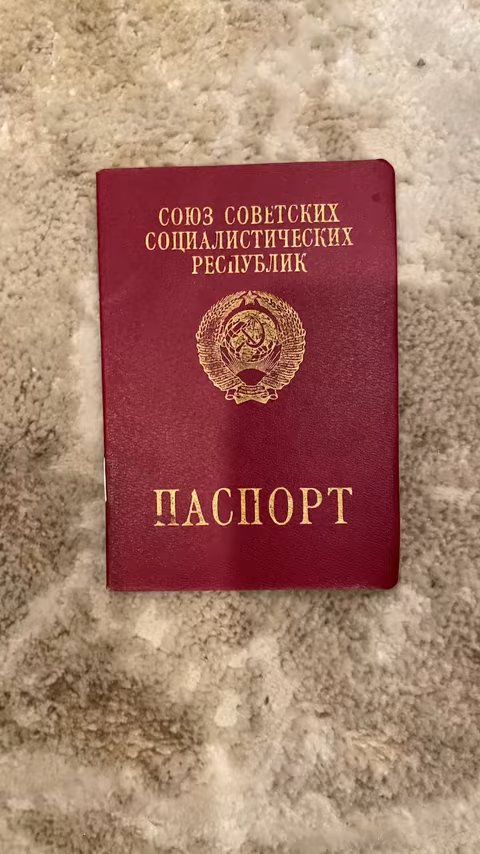 СОЮЗ СОВЕТСКИХ
СОЦИАЛИСТИЧЕСКИХ
РЕСПУБЛИК
ПАСПОРТ